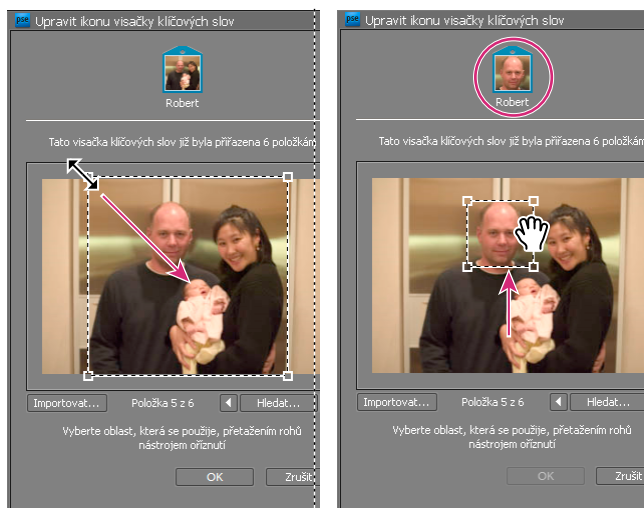 pse Upravit ikonu visačky klíčových slov
Robert
Tato visačka klíčových slov již byla přiřazena 6 položkám
Importovat...
Položka 5 z 6
Hledat...
Vyberte oblast, která se použije, přetažením rohů
nástrojem oříznutí
OK
Zrušit
pse Upravit ikonu visačky klíčových slov
Robert
Tato visačka klíčových slov již byla přiřazena 6 položkám
Importovat...
Položka 5 z 6
Hledat...
Vyberte oblast, která se použije, přetažením rohů
nástrojem oříznutí
OK
Zrušit